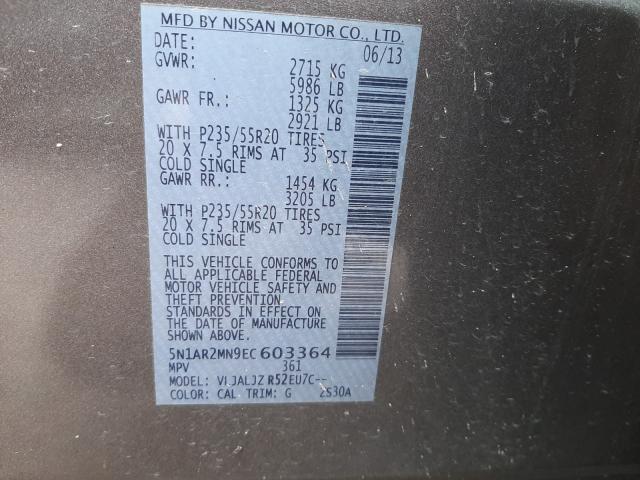 MFD BY NISSAN MOTOR CO., LTD.
DATE: 06/13
GVWR: 2715 KG
5986 LB
GAWR FR.: 1325 KG
2921 LB
WITH P235/55R20 TIRES
20 X 7.5 RIMS AT 35 PSI
COLD SINGLE
GAWR RR.: 1454 KG
3205 LB
WITH P235/55R20 TIRES
20 X 7.5 RIMS AT 35 PSI
COLD SINGLE
THIS VEHICLE CONFORMS TO
ALL APPLICABLE FEDERAL
MOTOR VEHICLE SAFETY AND
THEFT PREVENTION
STANDARDS IN EFFECT ON
THE DATE OF MANUFACTURE
SHOWN ABOVE.
5N1AR2MN9EC603364
MPV 361
MODEL: R52EU7C--
COLOR: CAL TRIM: G 2S30A